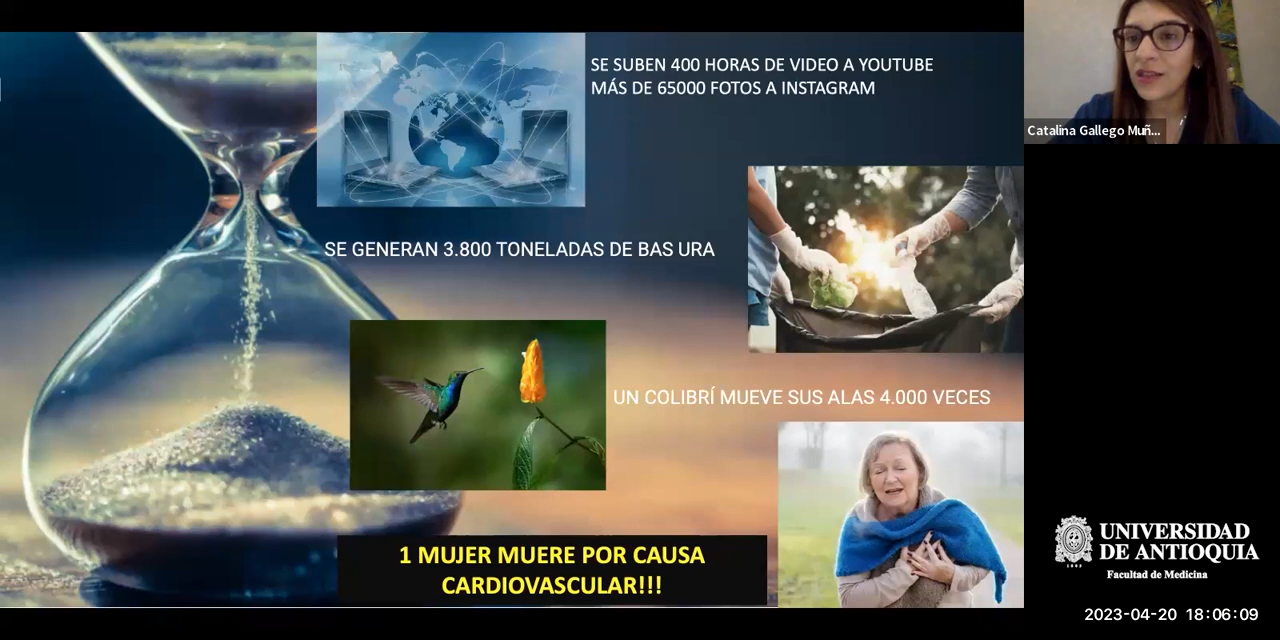 SE SUBEN 400 HORAS DE VIDEO A YOUTUBE
MÁS DE 65000 FOTOS A INSTAGRAM
Catalina Gallego Muñ...
SE GENERAN 3.800 TONELADAS DE BAS URA
UN COLIBRÍ MUEVE SUS ALAS 4.000 VECES
1 MUJER MUERE POR CAUSA
CARDIOVASCULAR!!!
UNIVERSIDAD
DE ANTIOQUIA
1803
Facultad de Medicina
2023-04-20 18:06:09